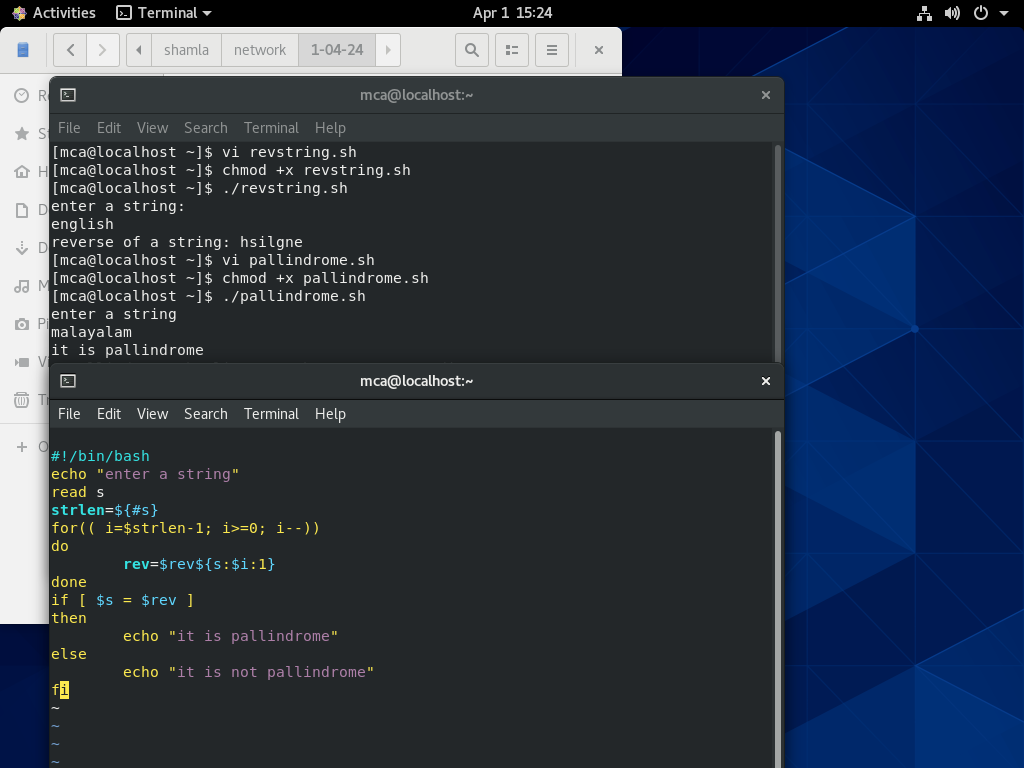 Activities
Terminal
Apr 1 15:24
shamla
network
1-04-24
mca@localhost:~
File Edit View Search Terminal Help
[mca@localhost ~]$ vi revstring.sh
[mca@localhost ~]$ chmod +x revstring.sh
[mca@localhost ~]$ ./revstring.sh
enter a string:
english
reverse of a string: hsilgne
[mca@localhost ~]$ vi pallindrome.sh
[mca@localhost ~]$ chmod +x pallindrome.sh
[mca@localhost ~]$ ./pallindrome.sh
enter a string
malayalam
it is pallindrome
mca@localhost:~
File Edit View Search Terminal Help
#!/bin/bash
echo "enter a string"
read s
strlen=${#s}
for(( i=$strlen-1; i>=0; i--))
do
rev=$rev${s:$i:1}
done
if [ $s = $rev ]
then
echo "it is pallindrome"
else
echo "it is not pallindrome"
fi
~
~
~
~